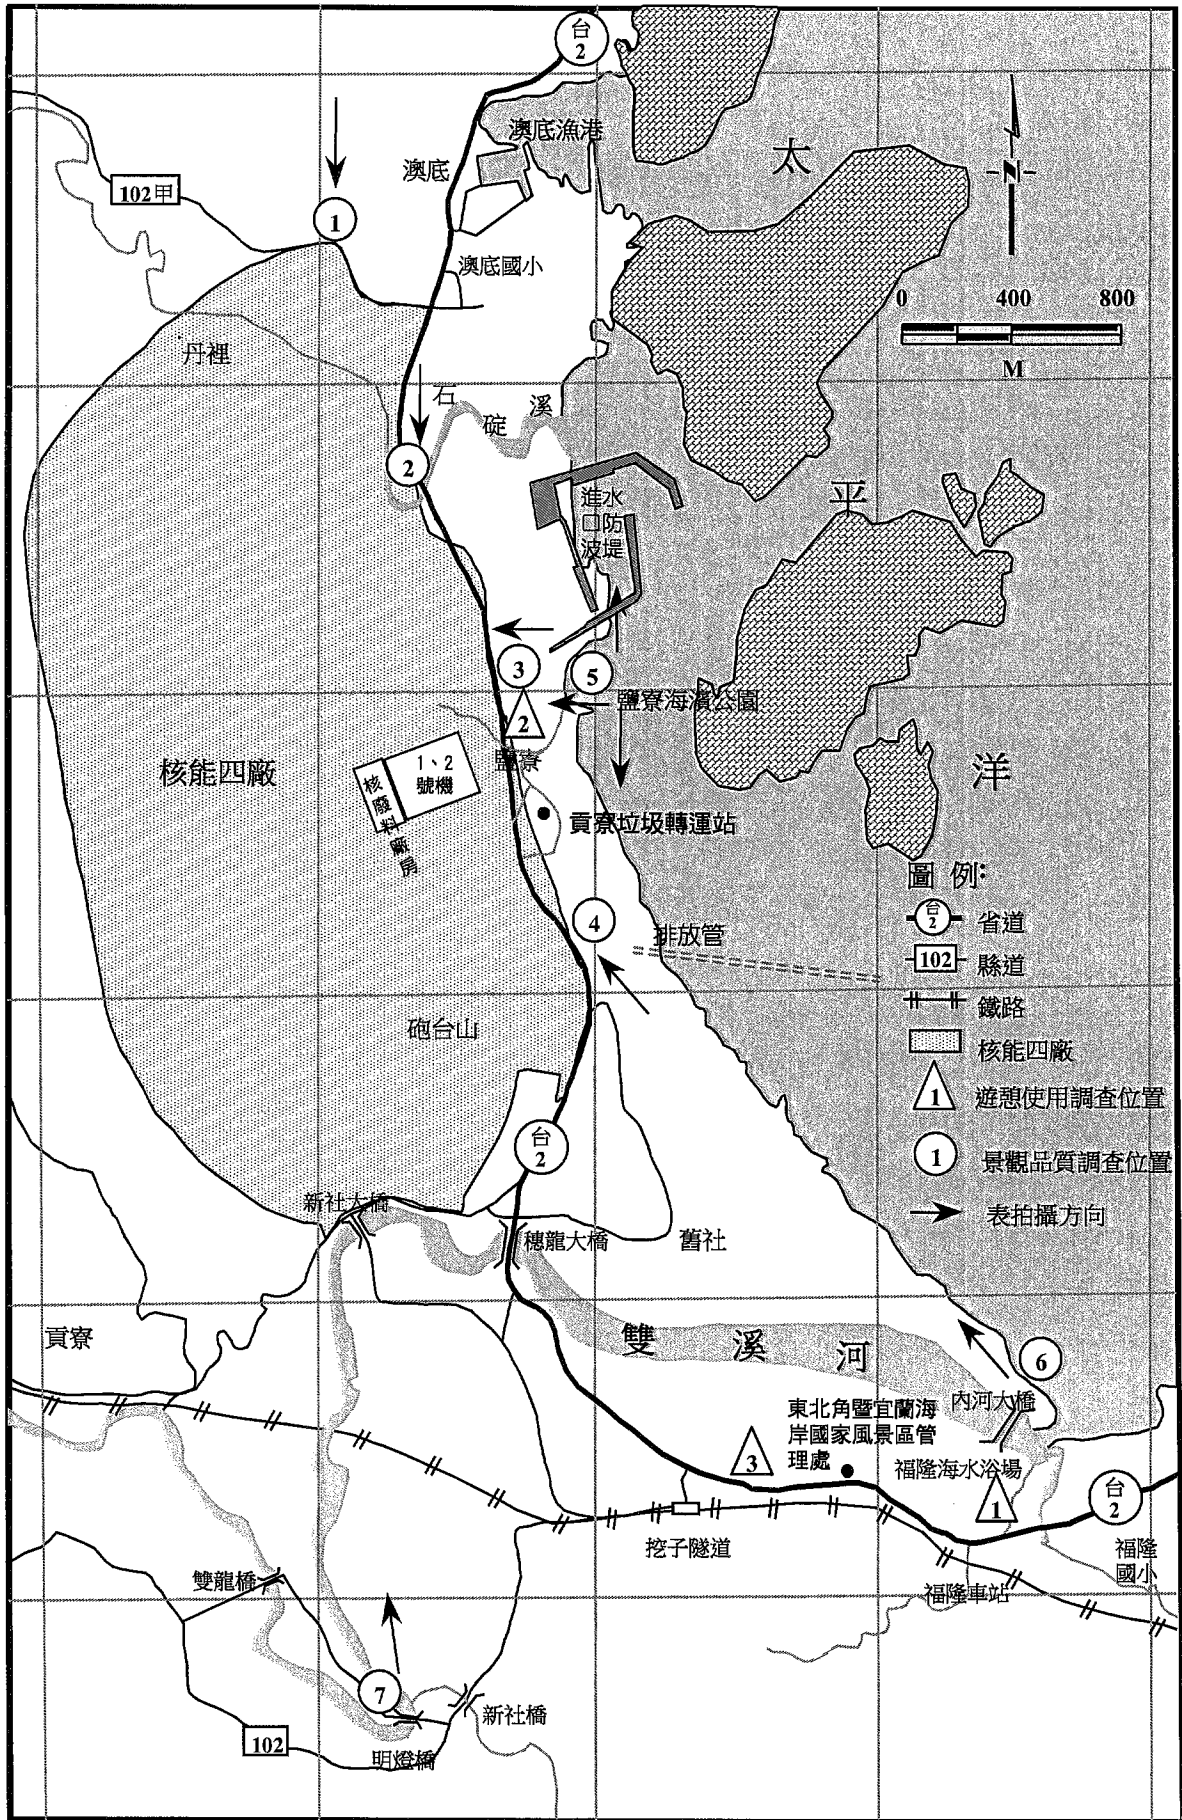 台
2
澳底漁港
太
澳底
102甲
1
N
澳底國小
0 400 800
M
丹裡
石
碇
溪
2
平
進水
口防
波堤
3
5
鹽寮海濱公園
2
鹽寮
洋
核能四廠
1、2
號機
核廢料廠房
貢寮垃圾轉運站
圖 例:
台
2
省道
4
排放管
102
縣道
鐵路
砲台山
核能四廠
1
遊憩使用調查位置
台
2
1
景觀品質調查位置
新社大橋
表拍攝方向
穗龍大橋
舊社
貢寮
雙 溪 河
6
內河大橋
東北角暨宜蘭海
岸國家風景區管
理處
3
福隆海水浴場
1
台
2
挖子隧道
福隆
國小
雙龍橋
福隆車站
7
新社橋
102
明燈橋